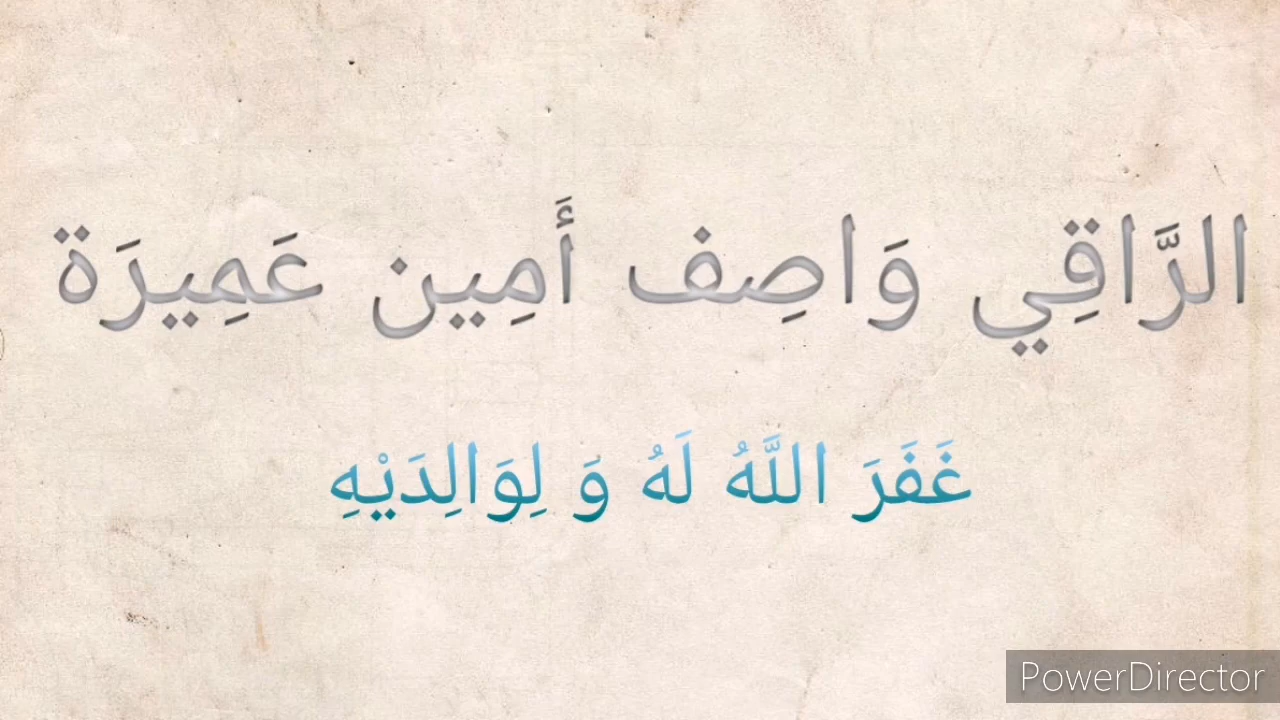 الرَّاقِي وَاصِف أَمِين عَمِيرَة
غَفَرَ اللَّهُ لَهُ وَ لِوَالِدَيْهِ
PowerDirector